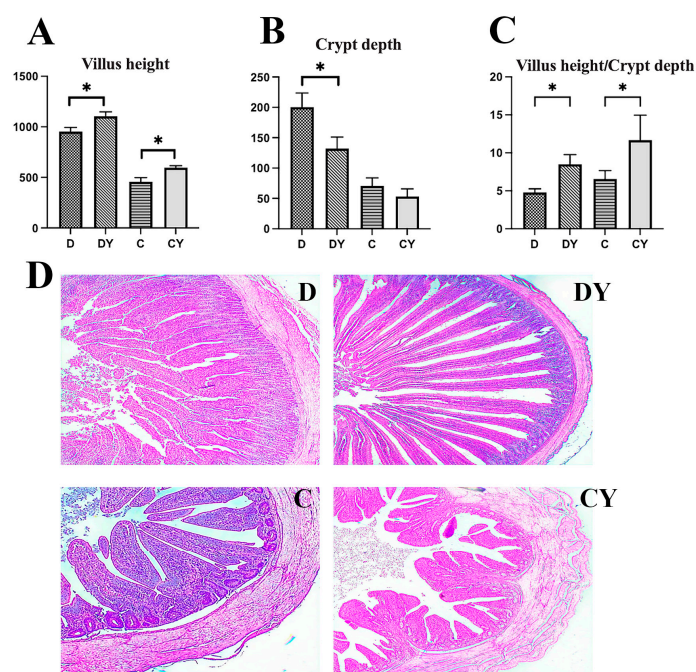 A
Villus height
1500
1000
500
0
*
*
D DY C CY
B
Crypt depth
250
200
150
100
50
0
*
D DY C CY
C
Villus height/Crypt depth
20
15
10
5
0
*
*
D DY C CY
D
D
DY
C
CY